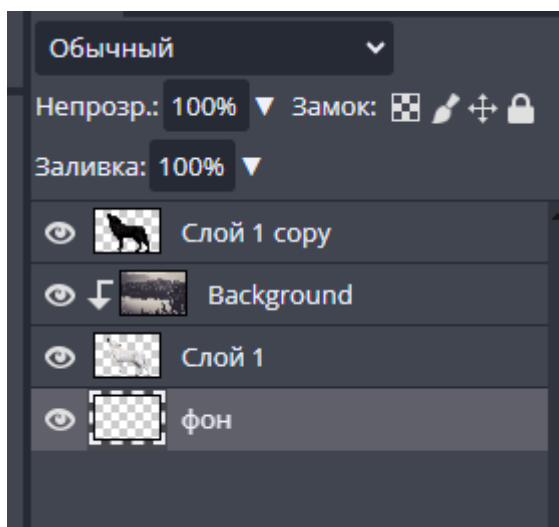 Обычный
Непрозр.: 100% ▼ Замок:
Заливка: 100% ▼
Слой 1 copy
Background
Слой 1
фон